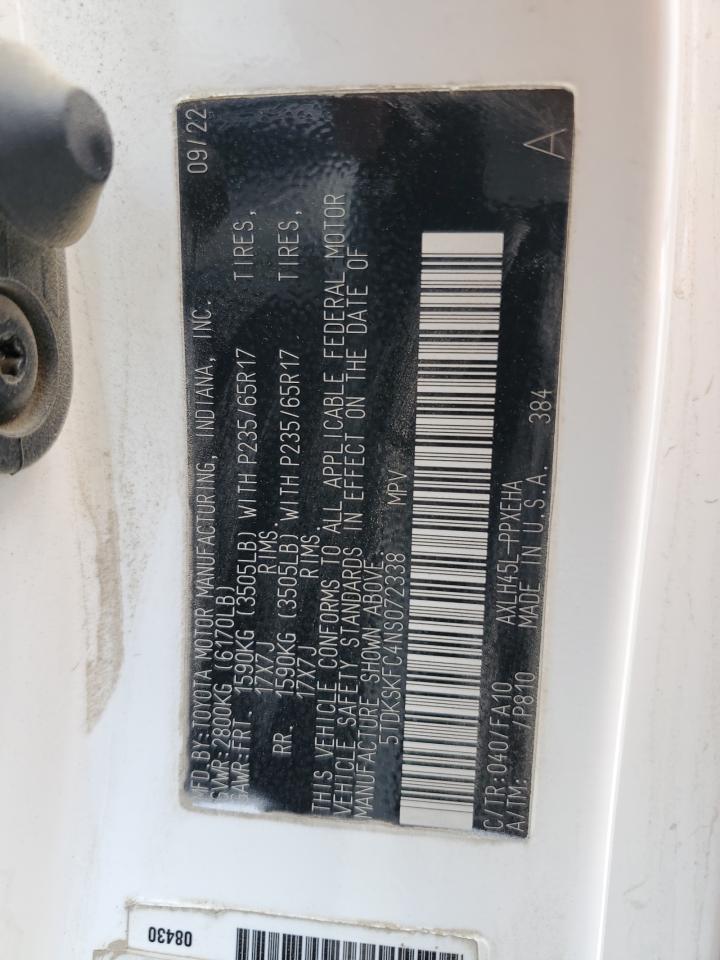 09/22
MFD.BY:TOYOTA MOTOR MANUFACTURING, INDIANA, INC.
GVWR:2800KG (6170LB)
GAWR:FRT. 1590KG (3505LB) WITH P235/65R17 TIRES,
17X7J RIMS.
RR. 1590KG (3505LB) WITH P235/65R17 TIRES,
17X7J RIMS.
THIS VEHICLE CONFORMS TO ALL APPLICABLE FEDERAL MOTOR
VEHICLE SAFETY STANDARDS IN EFFECT ON THE DATE OF
MANUFACTURE SHOWN ABOVE.
5TDKSKFC4NS072338 MPV
C/TR:040/FA10 AXLH45L-PPXEHA
A/TM: /P810 MADE IN U.S.A. 384
A
08430